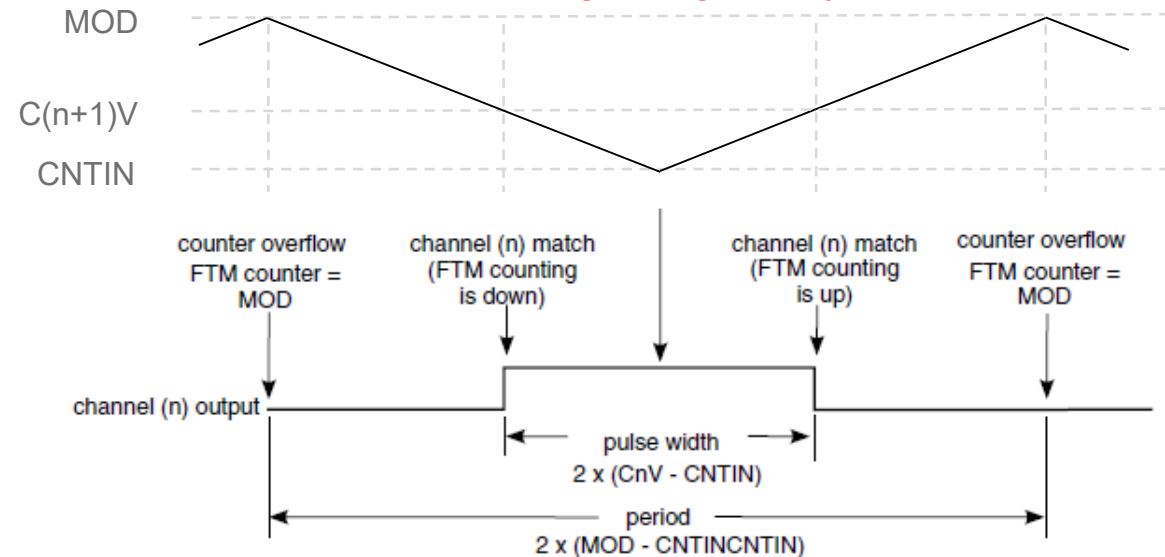 MOD
C(n+1)V
CNTIN
counter overflow
FTM counter =
MOD
channel (n) match
(FTM counting
is down)
channel (n) match
(FTM counting
is up)
counter overflow
FTM counter =
MOD
channel (n) output
pulse width
2 x (CnV - CNTIN)
period
2 x (MOD - CNTINCNTIN)